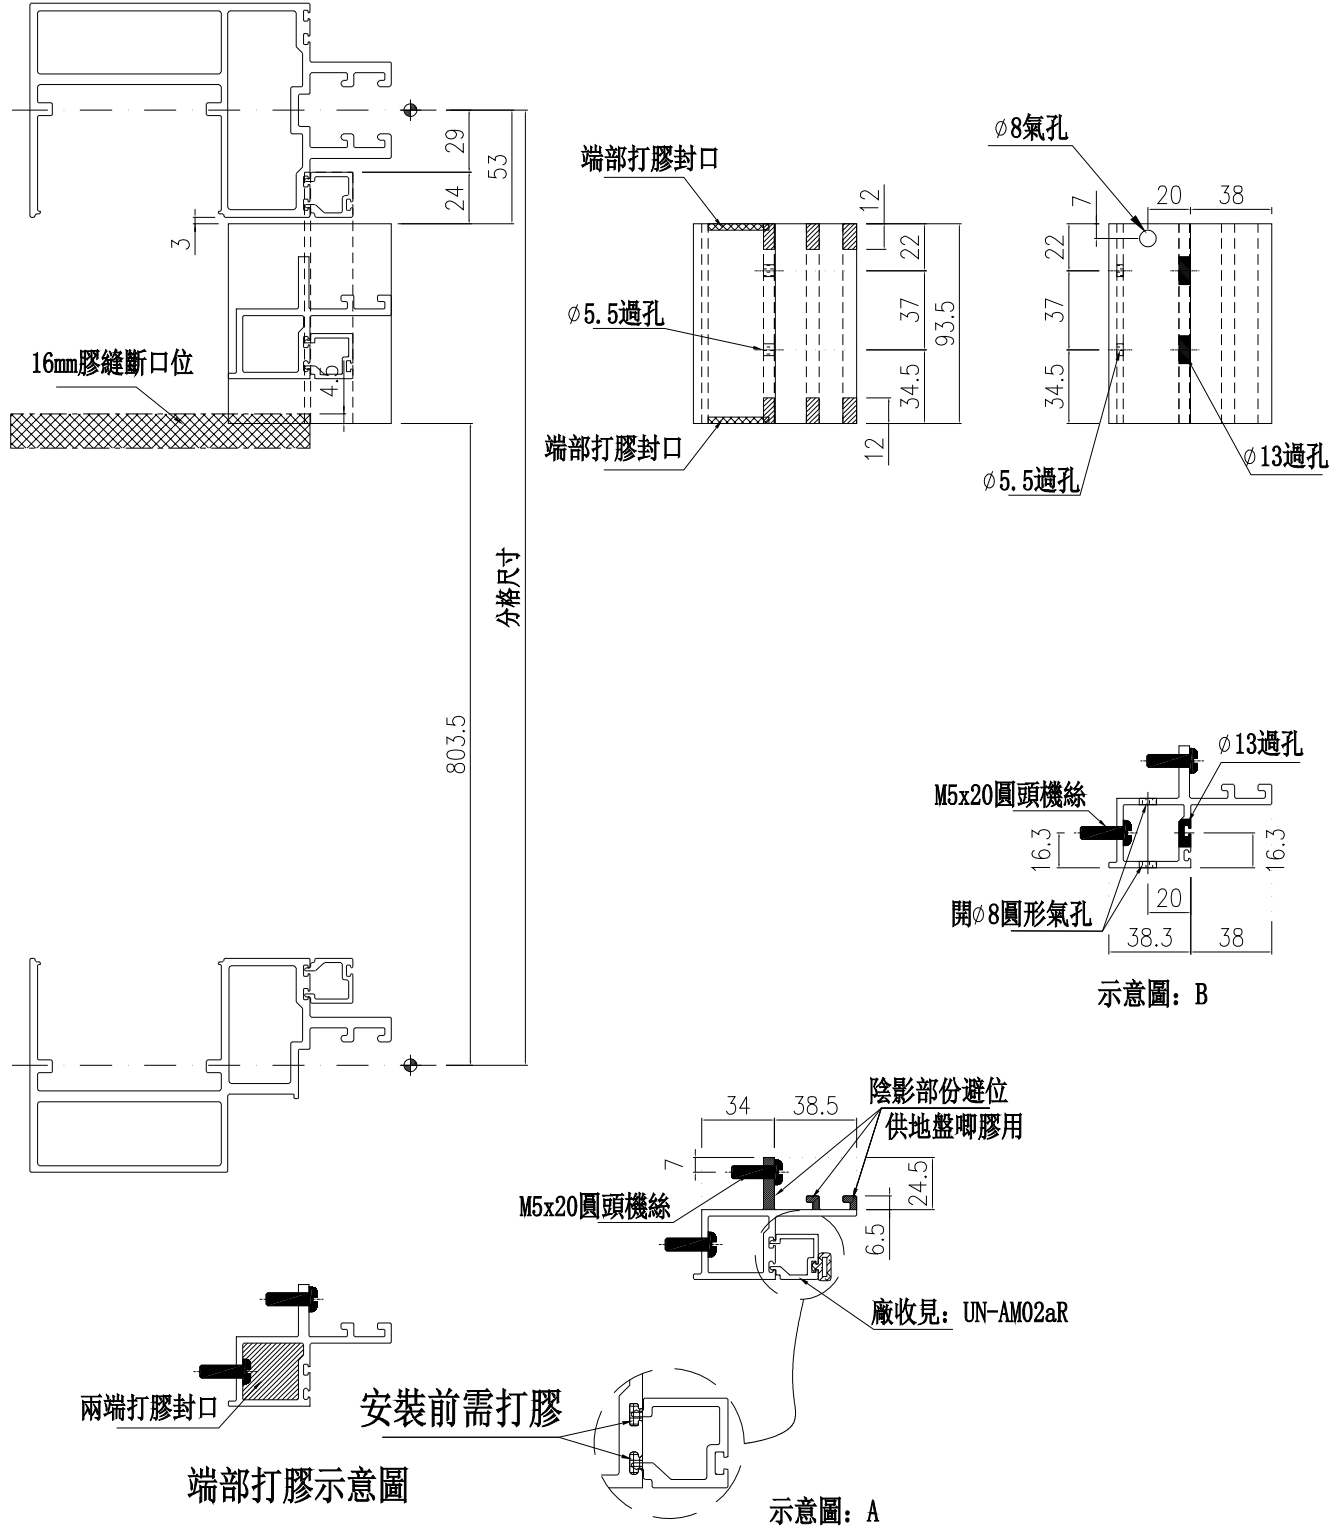 29
53
24
3
16mm膠縫斷口位
4.5
分格尺寸
803.5
端部打膠封口
12
22
37
93.5
34.5
∅5.5過孔
端部打膠封口
12
∅8氣孔
7
20
38
22
37
34.5
∅5.5過孔
∅13過孔
∅13過孔
M5x20圓頭機絲
16.3
16.3
開∅8圓形氣孔
20
38.3
38
示意圖: B
陰影部份避位
供地盤唧膠用
34
38.5
7
24.5
6.5
M5x20圓頭機絲
廠收見: UN-AM02aR
兩端打膠封口
端部打膠示意圖
安裝前需打膠
示意圖: A